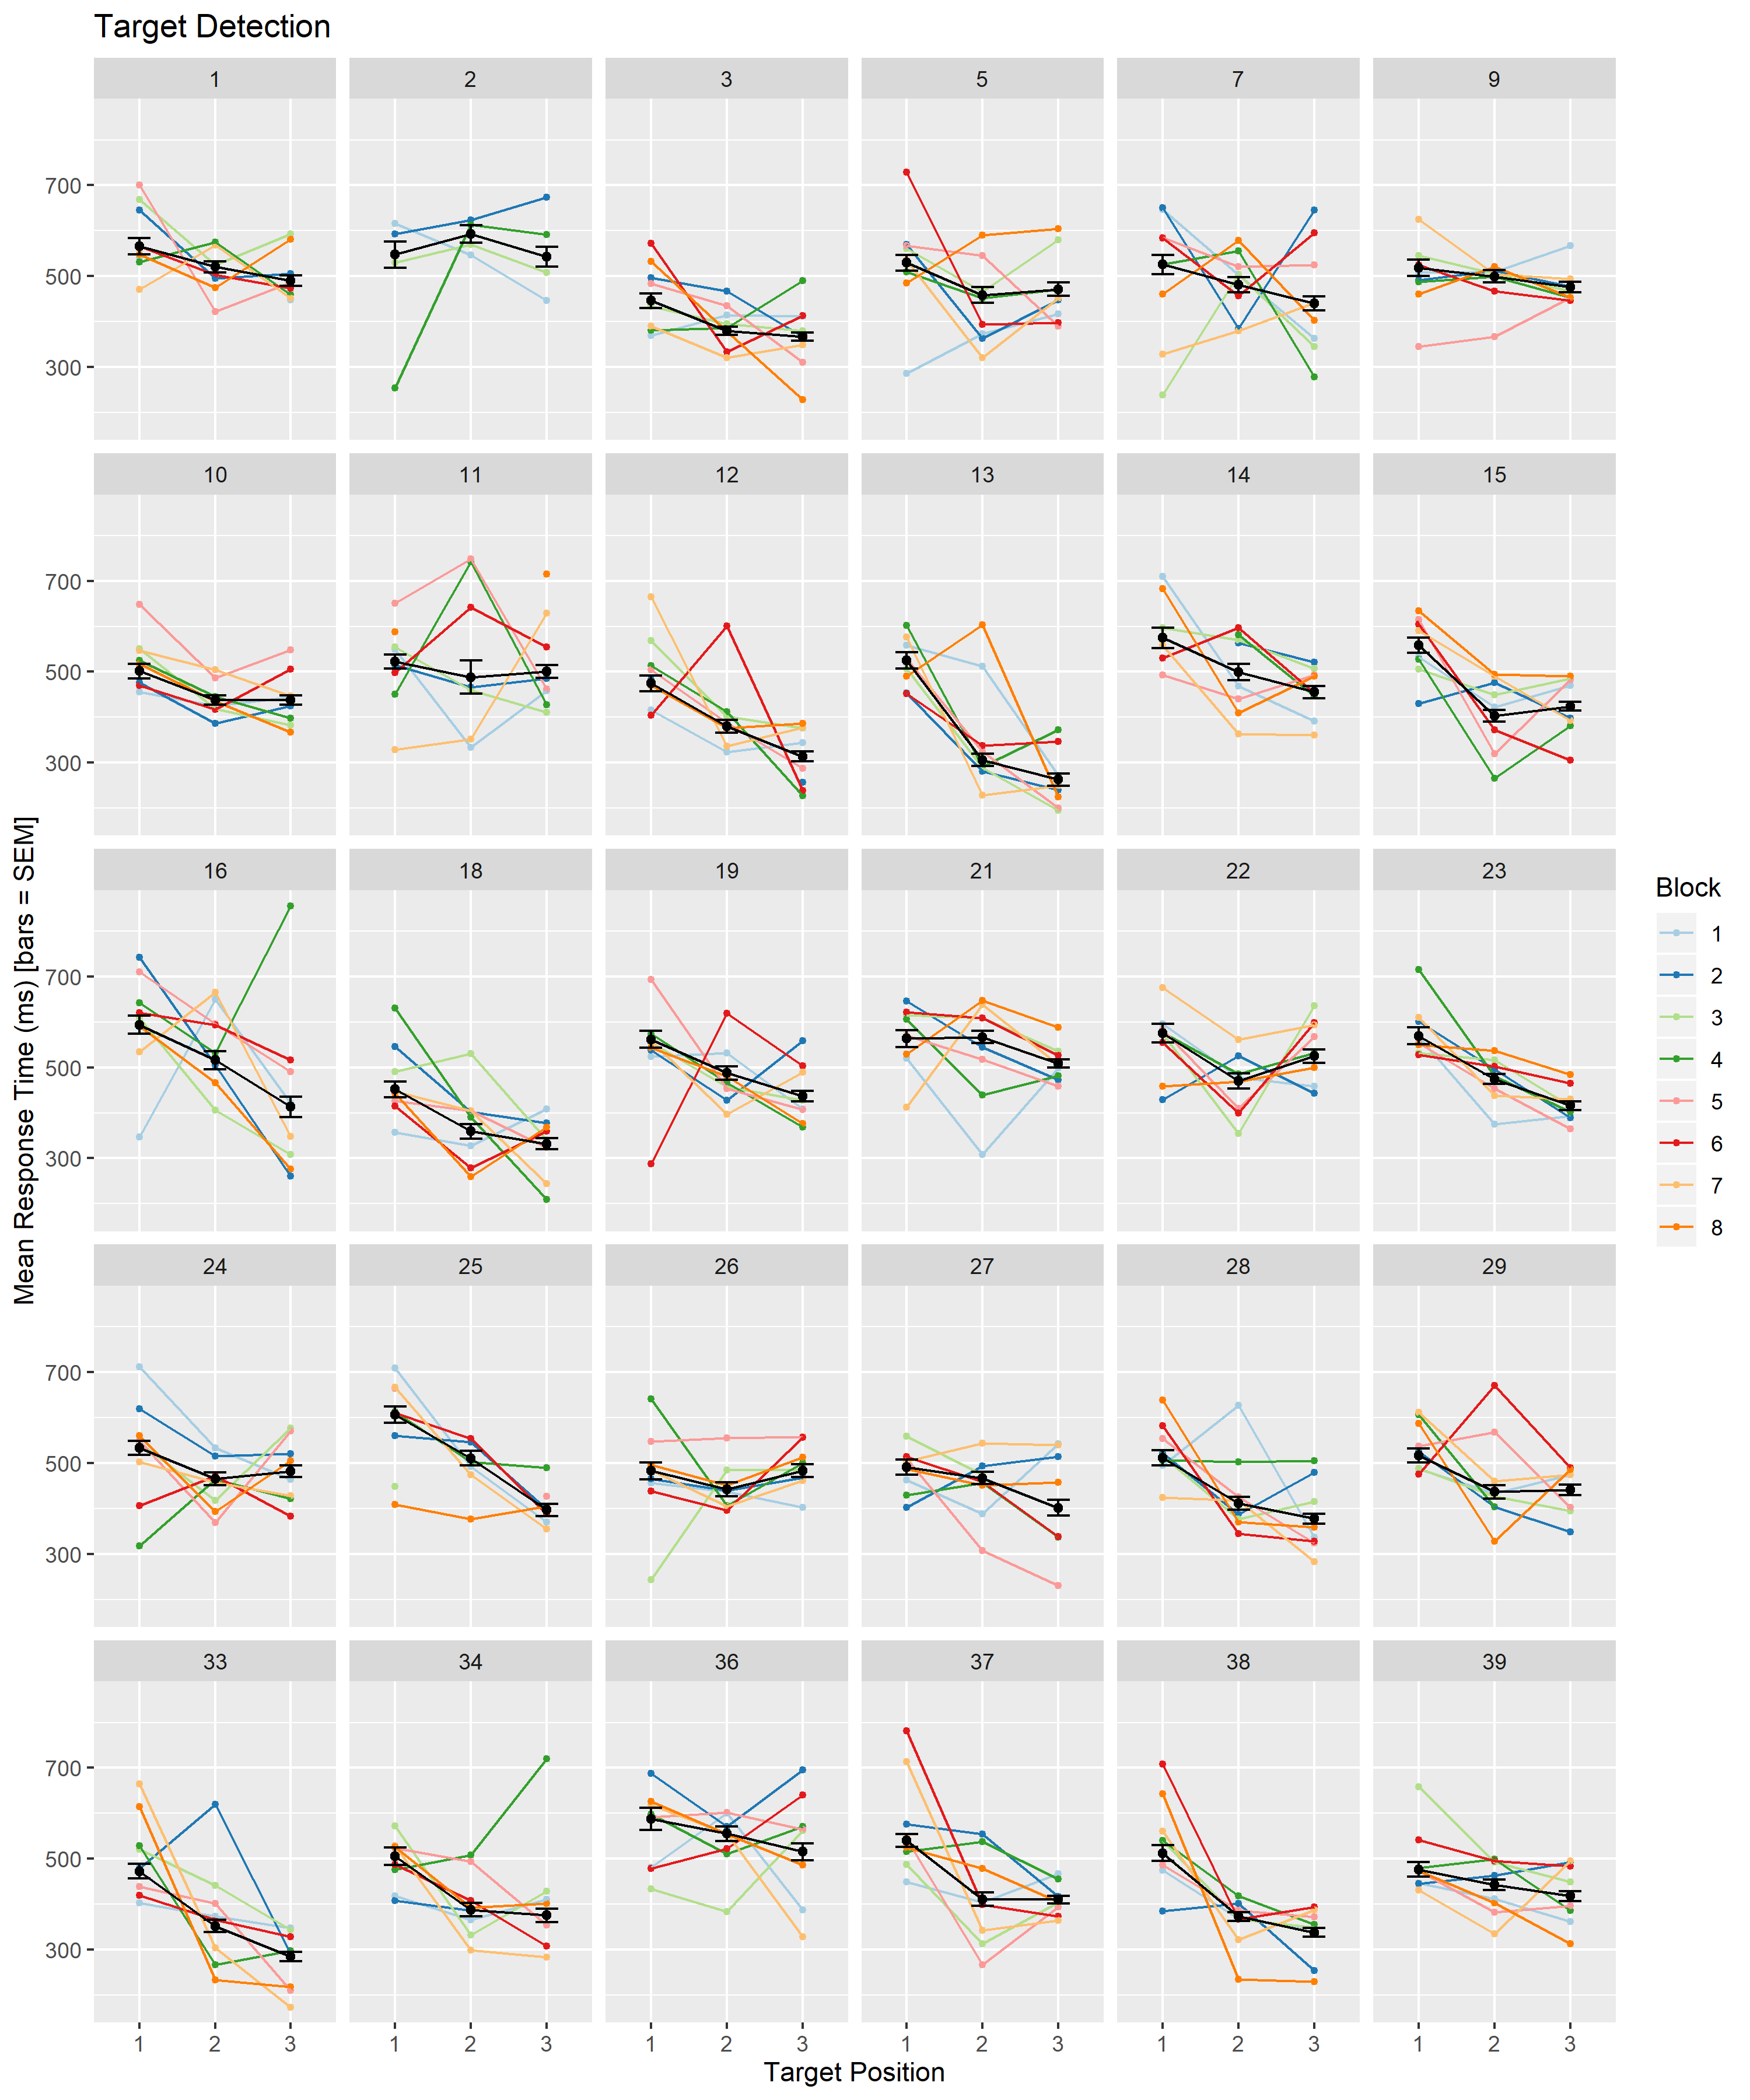 Target Detection
1 2 3 5 7 9
700
500
300
10 11 12 13 14 15
700
500
300
16 18 19 21 22 23
700
500
300
24 25 26 27 28 29
700
500
300
33 34 36 37 38 39
700
500
300
1 2 3 1 2 3 1 2 3 1 2 3 1 2 3 1 2 3
Target Position
Mean Response Time (ms) [bars = SEM]
Block
1
2
3
4
5
6
7
8